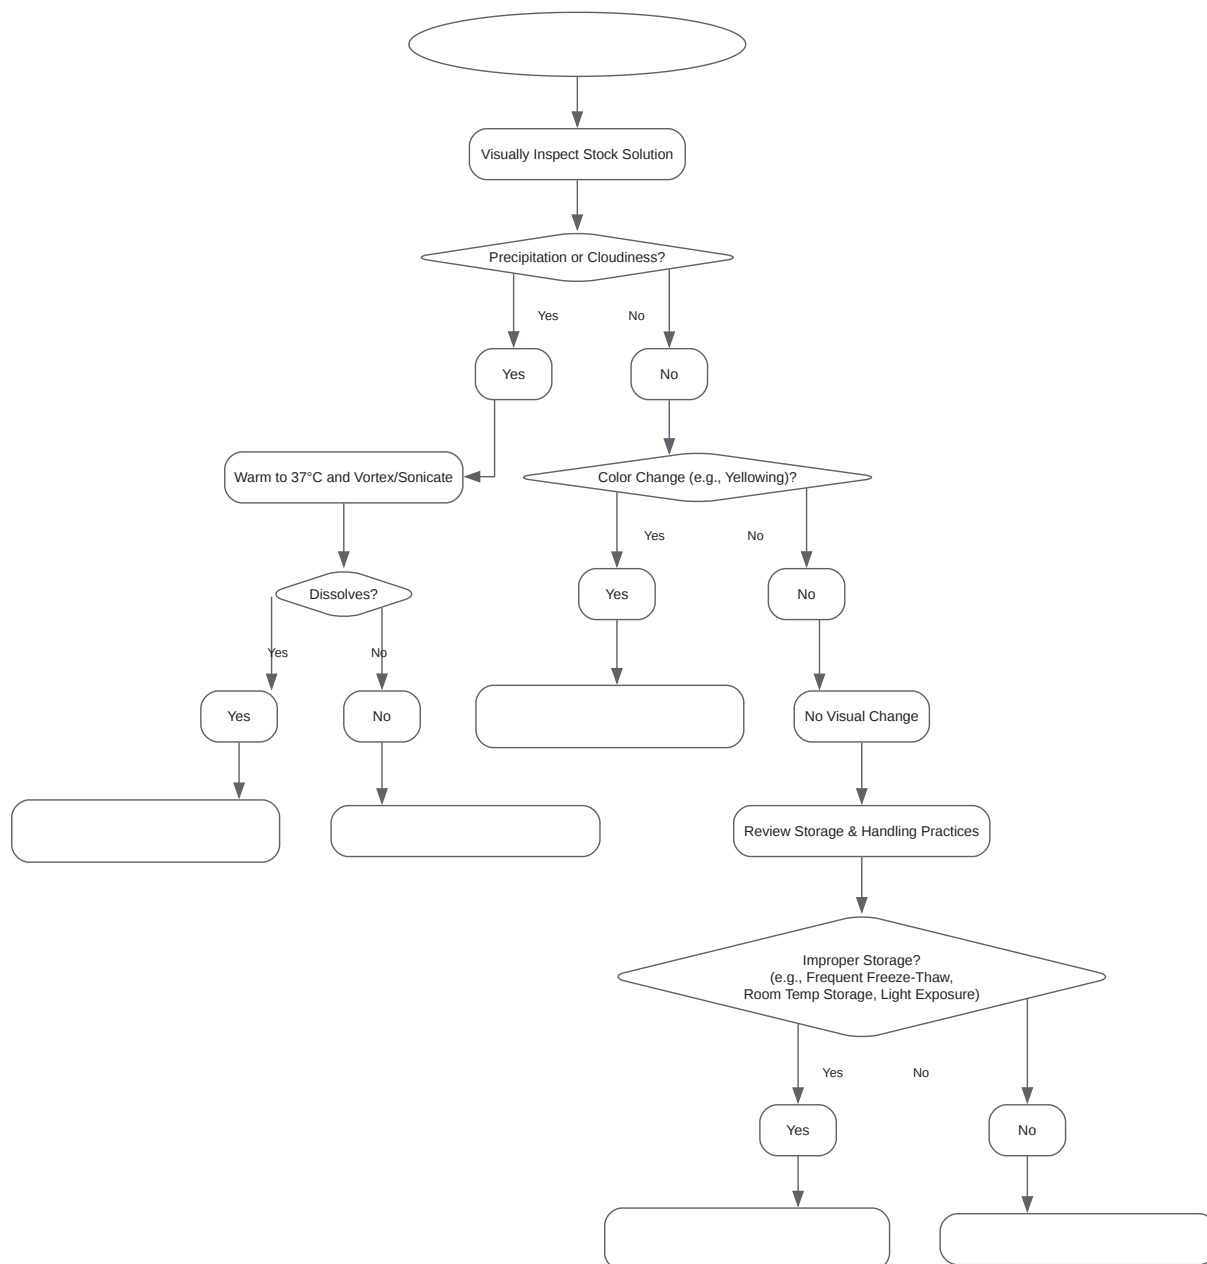 Visually Inspect Stock Solution
Precipitation or Cloudiness?
Yes
No
Yes
No
Warm to 37°C and Vortex/Sonicate
Color Change (e.g., Yellowing)?
Yes
No
Dissolves?
Yes
No
Yes
No
Yes
No
No Visual Change
Review Storage & Handling Practices
Improper Storage?
(e.g., Frequent Freeze-Thaw,
Room Temp Storage, Light Exposure)
Yes
No
Yes
No